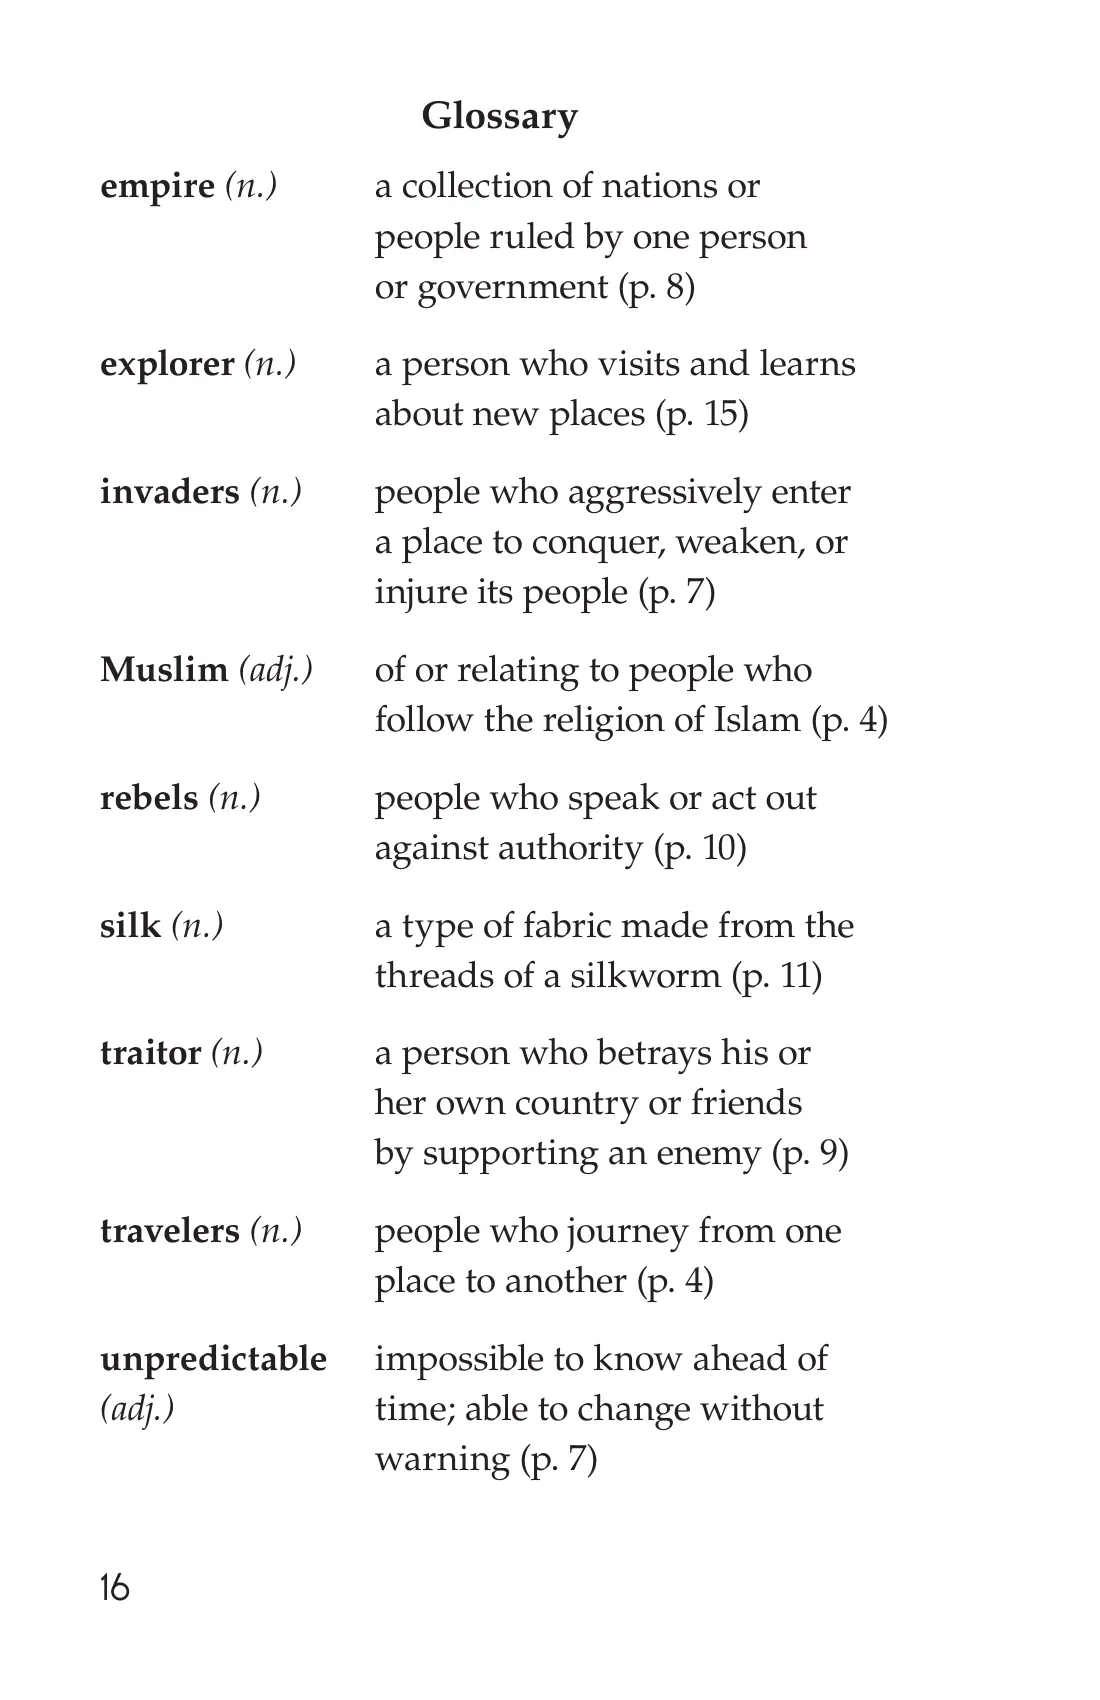 Glossary
empire (n.) a collection of nations or
people ruled by one person
or government (p. 8)
explorer (n.) a person who visits and learns
about new places (p. 15)
invaders (n.) people who aggressively enter
a place to conquer, weaken, or
injure its people (p. 7)
Muslim (adj.) of or relating to people who
follow the religion of Islam (p. 4)
rebels (n.) people who speak or act out
against authority (p. 10)
silk (n.) a type of fabric made from the
threads of a silkworm (p. 11)
traitor (n.) a person who betrays his or
her own country or friends
by supporting an enemy (p. 9)
travelers (n.) people who journey from one
place to another (p. 4)
unpredictable impossible to know ahead of
(adj.) time; able to change without
warning (p. 7)
16